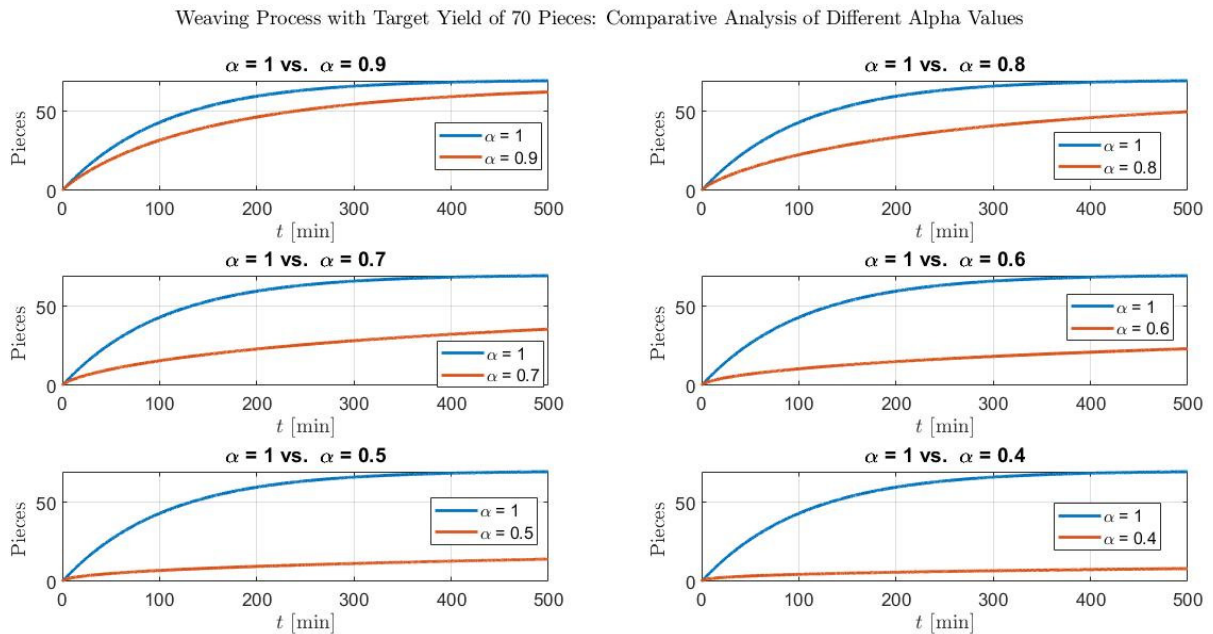 Weaving Process with Target Yield of 70 Pieces: Comparative Analysis of Different Alpha Values
α = 1 vs. α = 0.9
Pieces
50
0
α = 1
α = 0.9
0 100 200 300 400 500
t [min]
α = 1 vs. α = 0.8
Pieces
50
0
α = 1
α = 0.8
0 100 200 300 400 500
t [min]
α = 1 vs. α = 0.7
Pieces
50
0
α = 1
α = 0.7
0 100 200 300 400 500
t [min]
α = 1 vs. α = 0.6
Pieces
50
0
α = 1
α = 0.6
0 100 200 300 400 500
t [min]
α = 1 vs. α = 0.5
Pieces
50
0
α = 1
α = 0.5
0 100 200 300 400 500
t [min]
α = 1 vs. α = 0.4
Pieces
50
0
α = 1
α = 0.4
0 100 200 300 400 500
t [min]